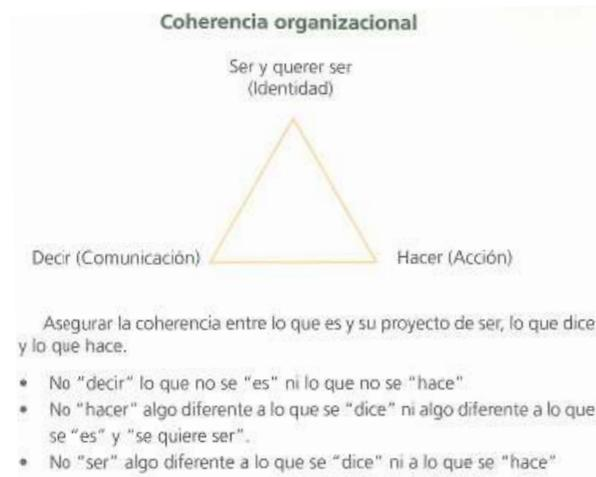 Coherencia organizacional
Ser y querer ser
(Identidad)
Decir (Comunicación)
Hacer (Acción)
Asegurar la coherencia entre lo que es y su proyecto de ser, lo que dice
y lo que hace.
• No "decir" lo que no se "es" ni lo que no se "hace"
• No "hacer" algo diferente a lo que se "dice" ni algo diferente a lo que
se "es" y "se quiere ser".
• No "ser" algo diferente a lo que se "dice" ni a lo que se "hace"